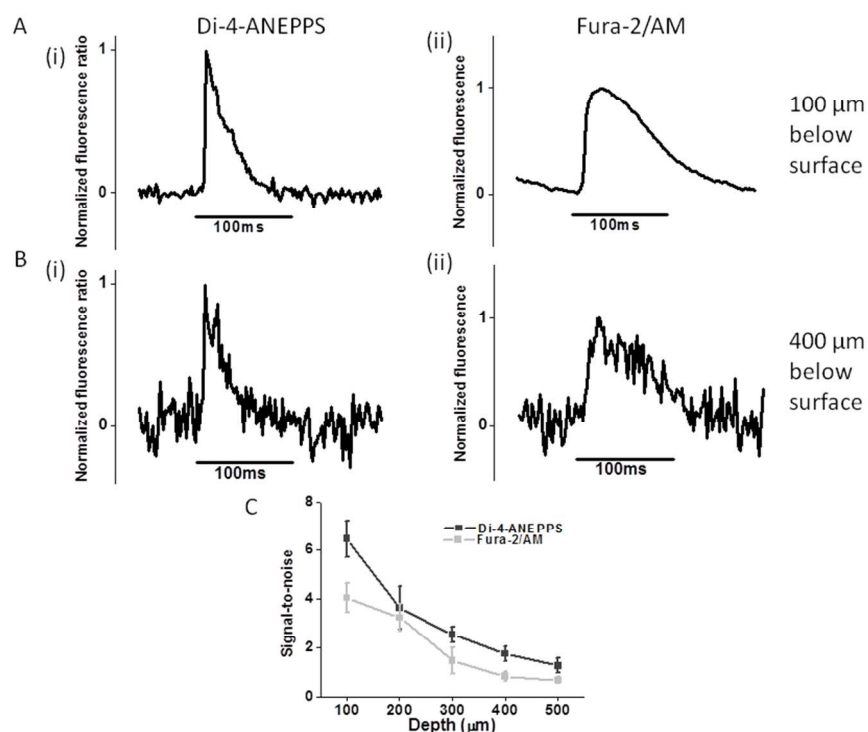 A
Di-4-ANEPPS
Fura-2/AM
(i)
Normalized fluorescence ratio
1
0
100ms
(ii)
Normalized fluorescence
1
0
100ms
100 µm
below
surface
B
(i)
Normalized fluorescence ratio
1
0
100ms
(ii)
Normalized fluorescence
1
0
100ms
400 µm
below
surface
C
Signal-to-noise
8
6
4
2
0
Di-4-ANEPPS
Fura-2/AM
100 200 300 400 500
Depth (µm)